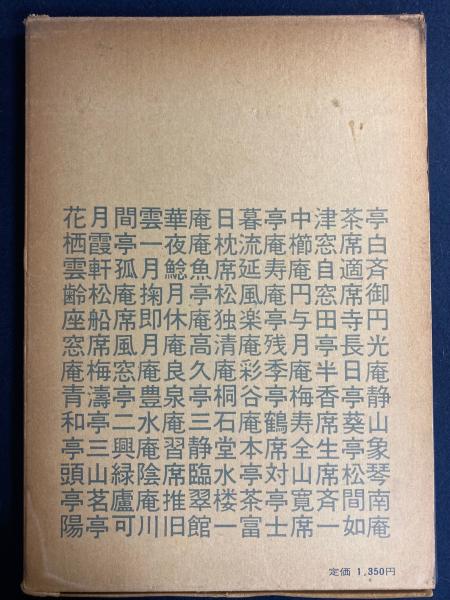 花月間雲華庵日暮亭中津茶亭
栖霞亭一夜庵枕流庵櫛窓席白
雲軒狐月鯰魚席延寿庵自適斉
齢松庵掬月亭松風庵円窓席御
座船席即休庵独楽亭与田寺円
窓席風月庵高清庵残月亭長光
庵梅窓庵良久庵彩季庵半日庵
青濤亭豊泉亭桐谷亭梅香亭静
和亭二水庵三石庵鶴寿席葵山
亭三興庵習静堂本席全生亭象
頭山緑陰席臨水亭対山席松琴
亭茗廬庵推翠楼茶亭寛斉間南
陽亭可川旧館一富士席一如庵
定価 1,350円